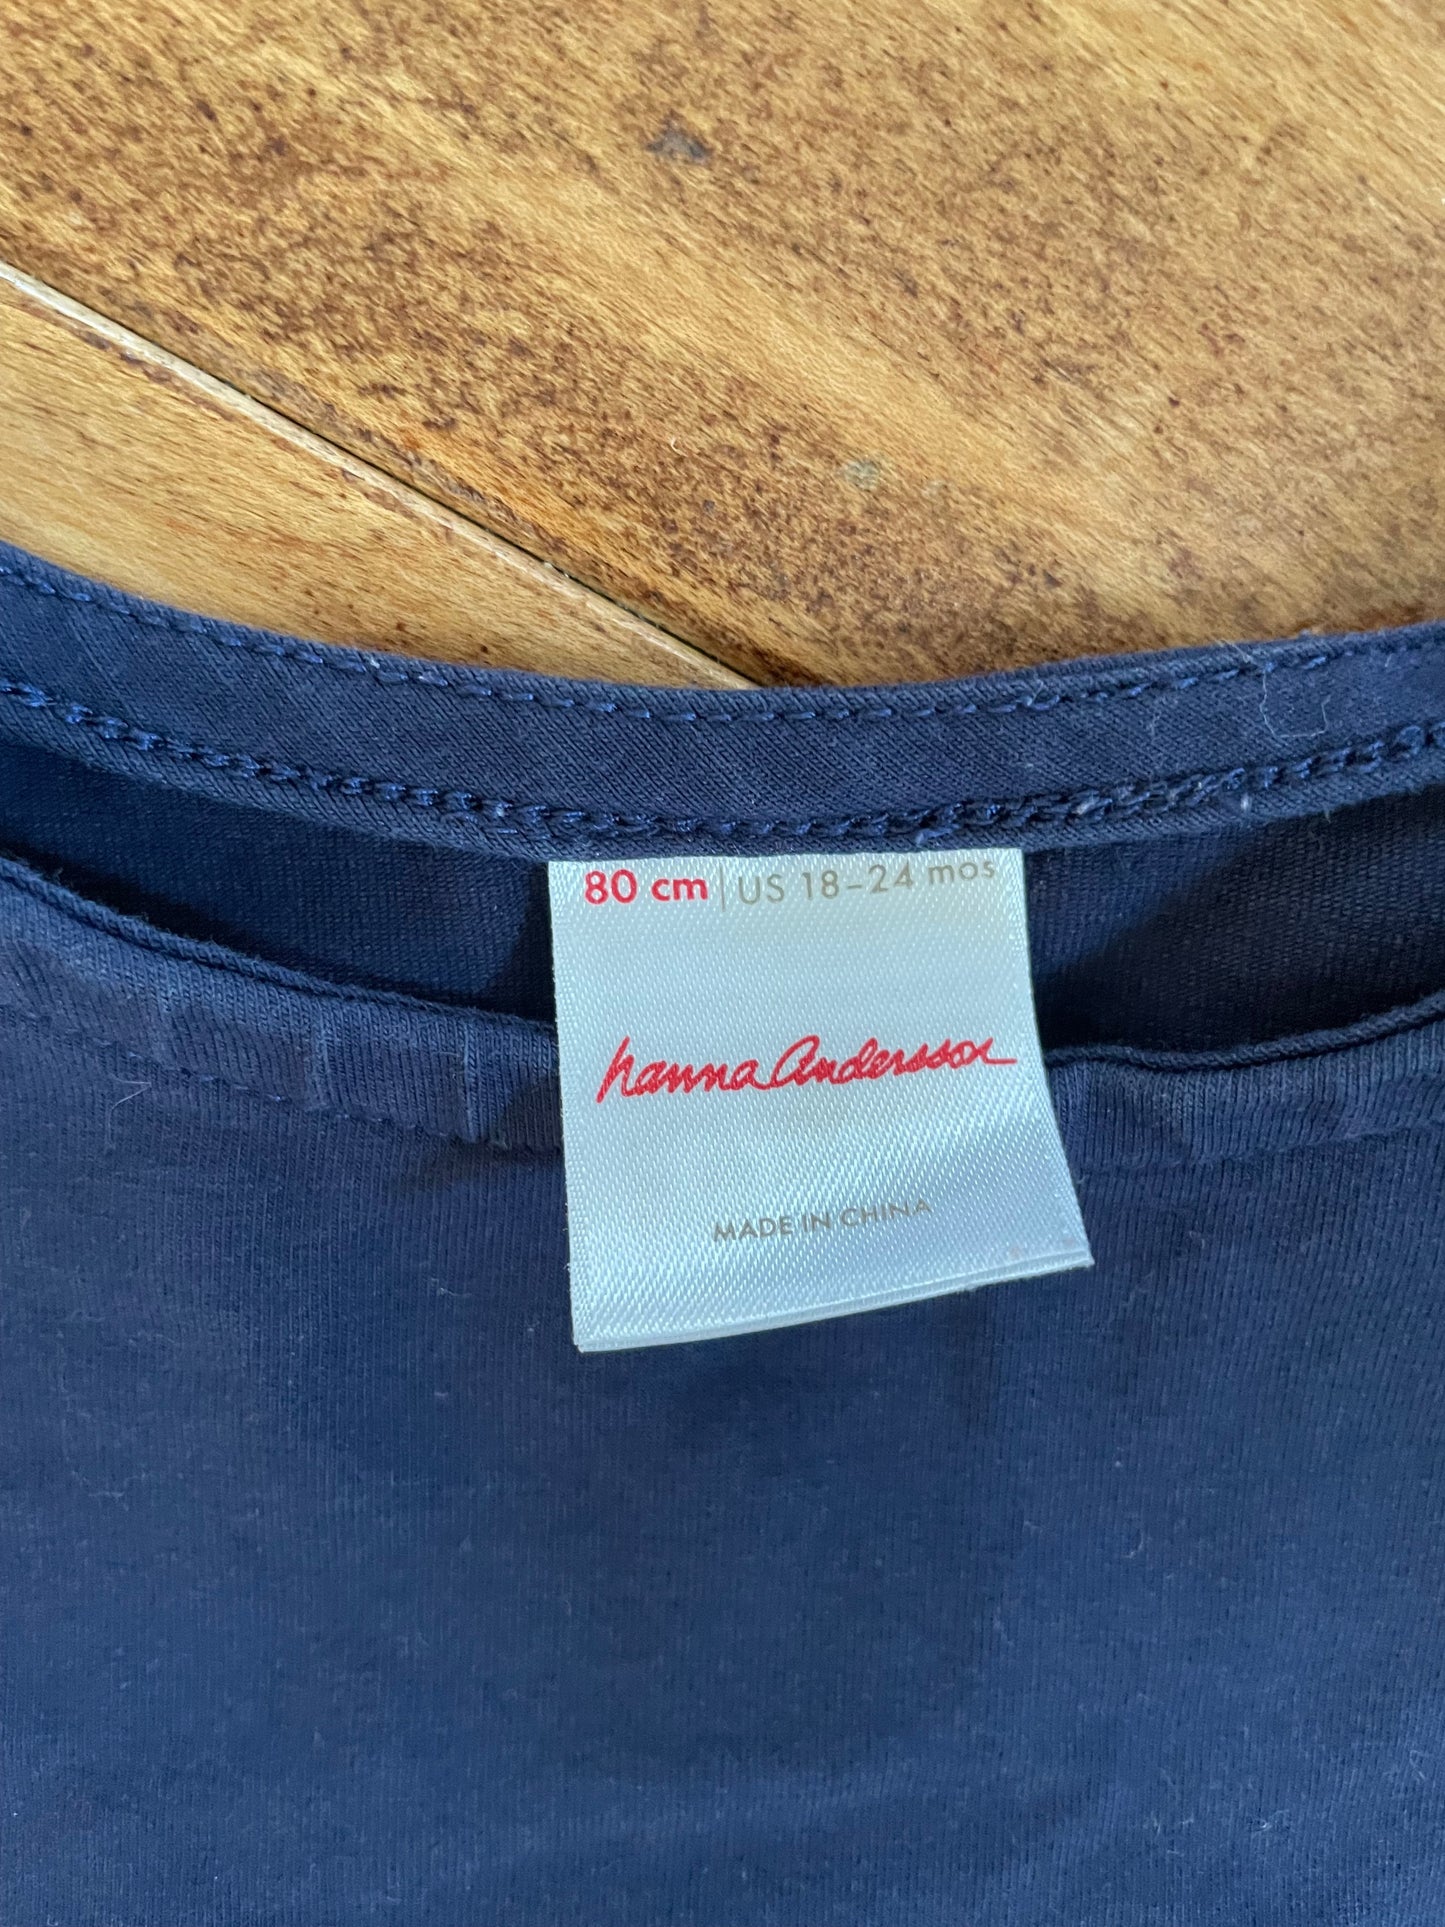 80 cm | US 18-24 mos
hanna Andersson
MADE IN CHINA